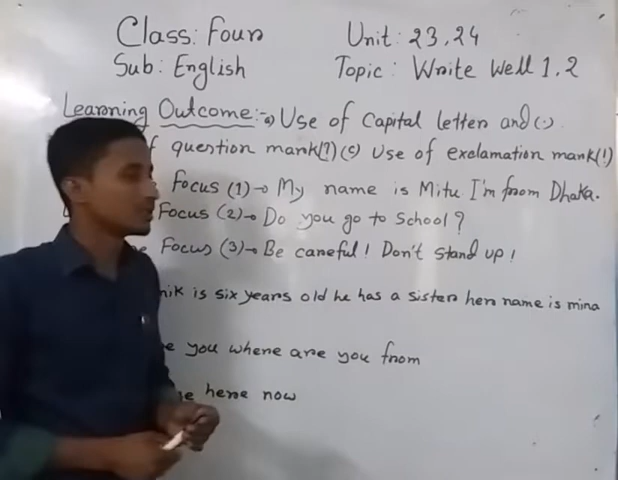 Class: Four Unit: 23,24
Sub: English Topic: Write Well 1,2
Learning Outcome:- a) Use of Capital letter and (.)
question mark(?) (c) Use of exclamation mark(!)
Focus (1)→ My name is Mitu I'm from Dhaka.
Focus (2)→ Do you go to School?
Focus (3)→ Be careful! Don't stand up!
is six years old he has a sister her name is mina
you where are you from
here now